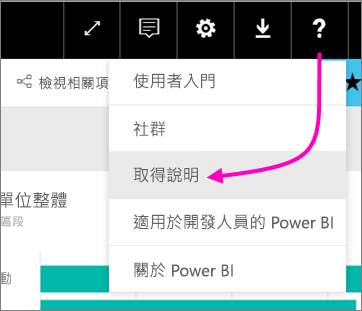 ?
檢視相關項
使用者入門
社群
取得說明
適用於開發人員的 Power BI
關於 Power BI
單位整體
區段
動